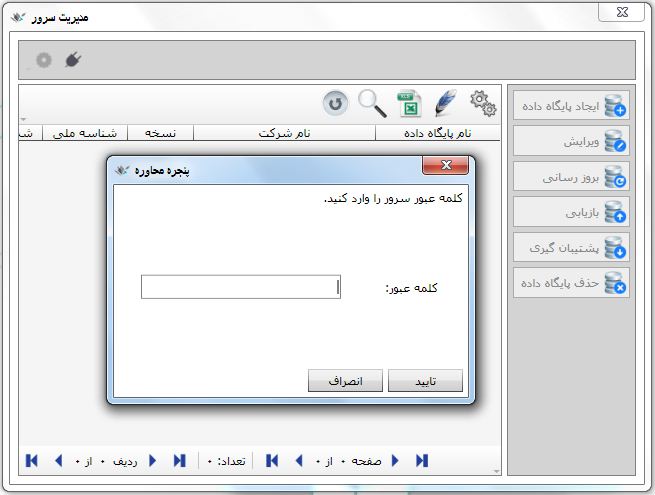 مدیریت سرور
ایجاد پایگاه داده
ویرایش
بروز رسانی
بازیابی
پشتیبان گیری
حذف پایگاه داده
نام پایگاه داده
نام شرکت
نسخه
شناسه ملی
شد
پنجره محاوره
کلمه عبور سرور را وارد کنید.
کلمه عبور:
تایید
انصراف
صفحه ۰ از ۰
تعداد: ۰
ردیف ۰ از ۰